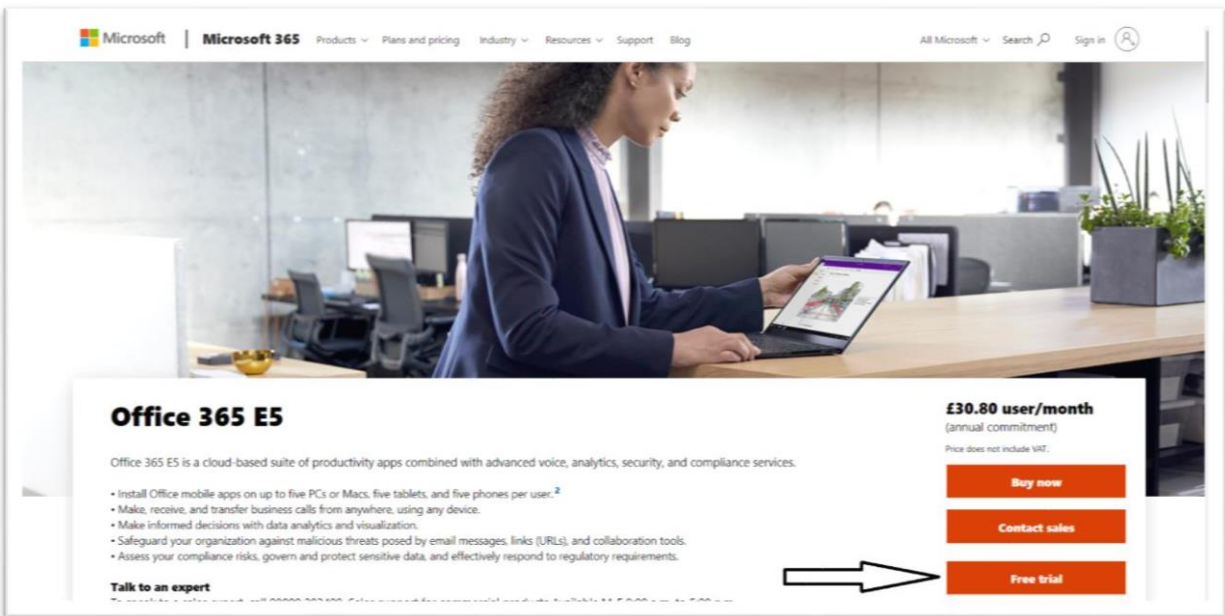 Microsoft | Microsoft 365 Products Plans and pricing Industry Resources Support Blog All Microsoft Search Sign in
Office 365 E5
£30.80 user/month
(annual commitment)
Price does not include VAT.
Office 365 E5 is a cloud-based suite of productivity apps combined with advanced voice, analytics, security, and compliance services.
• Install Office mobile apps on up to five PCs or Macs, five tablets, and five phones per user.2
• Make, receive, and transfer business calls from anywhere, using any device.
• Make informed decisions with data analytics and visualization.
• Safeguard your organization against malicious threats posed by email messages, links (URLs), and collaboration tools.
• Assess your compliance risks, govern and protect sensitive data, and effectively respond to regulatory requirements.
Buy now
Contact sales
Free trial
Talk to an expert